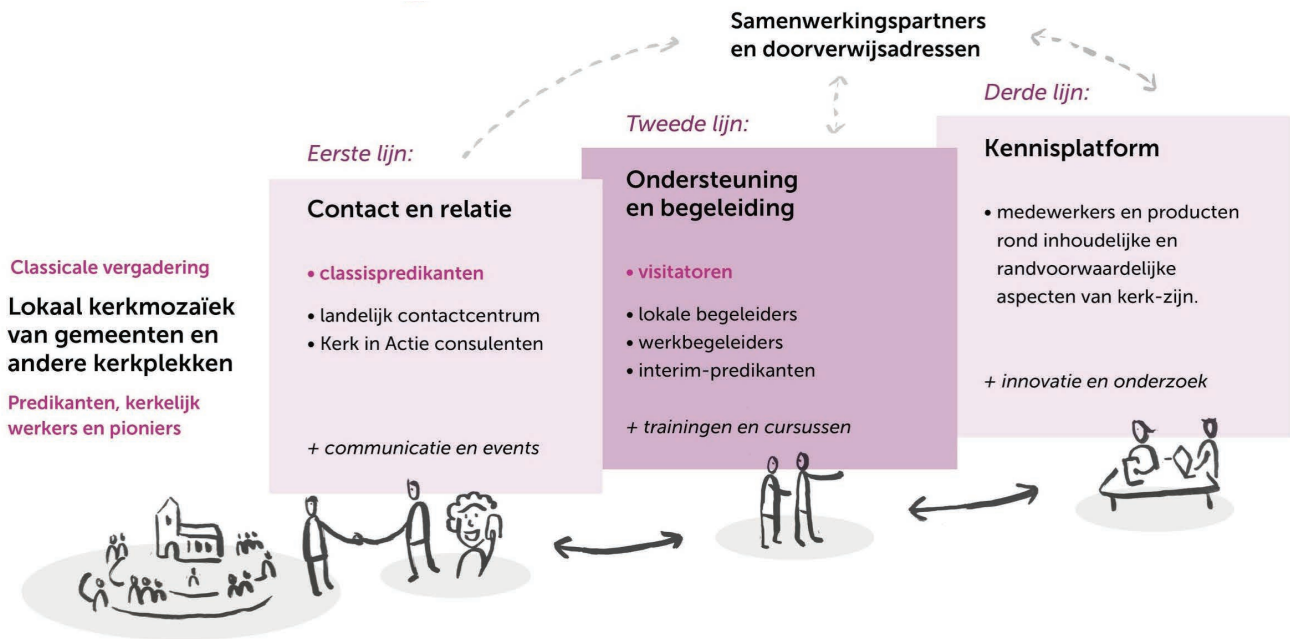 Samenwerkingspartners
en doorverwijsadressen
Classicale vergadering
Lokaal kerkmozaïek
van gemeenten en
andere kerkplekken
Predikanten, kerkelijk
werkers en pioniers
Eerste lijn:
Contact en relatie
• classispredikanten
• landelijk contactcentrum
• Kerk in Actie consulenten
+ communicatie en events
Tweede lijn:
Ondersteuning
en begeleiding
• visitatoren
• lokale begeleiders
• werkbegeleiders
• interim-predikanten
+ trainingen en cursussen
Derde lijn:
Kennisplatform
• medewerkers en producten
rond inhoudelijke en
randvoorwaardelijke
aspecten van kerk-zijn.
+ innovatie en onderzoek